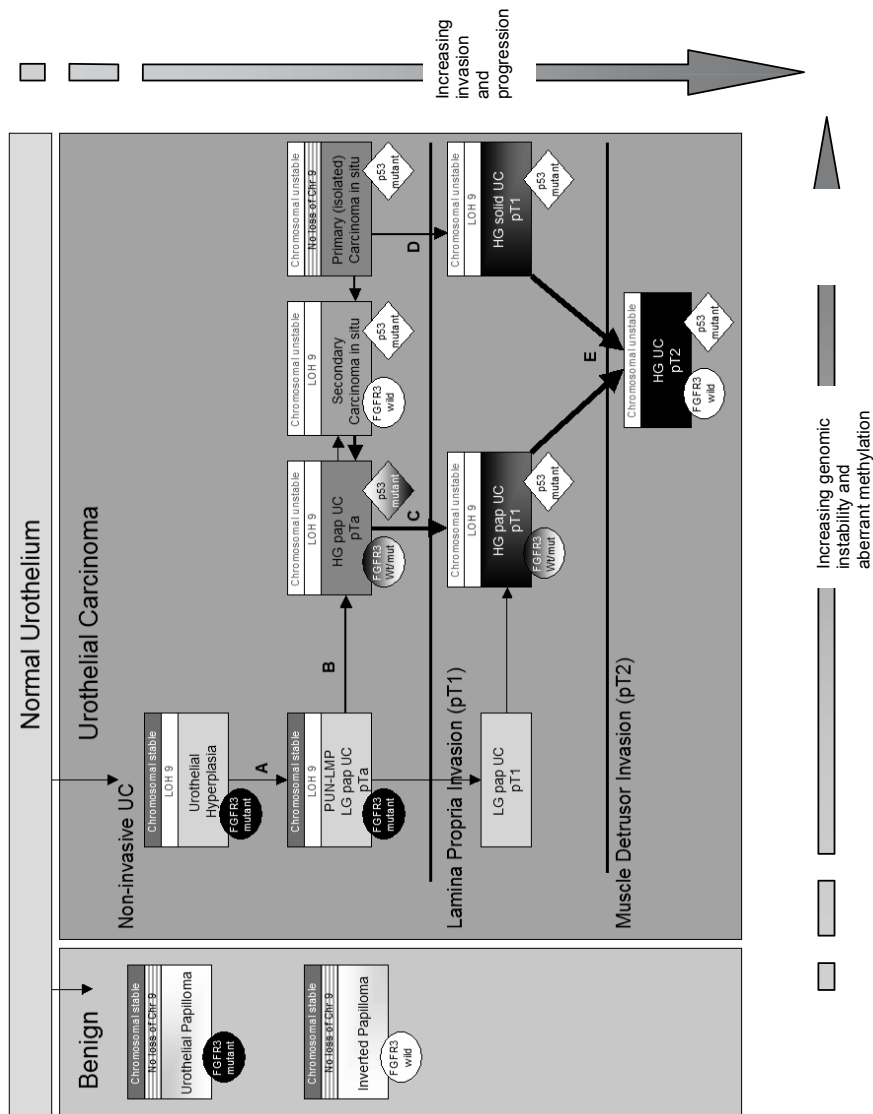 Normal Urothelium
Benign
Chromosomal stable
No loss of Chr 9
Urothelial Papilloma
FGFR3
mutant
Chromosomal stable
No loss of Chr 9
Inverted Papilloma
FGFR3
wild
Urothelial Carcinoma
Non-invasive UC
Chromosomal stable
LOH 9
Urothelial
Hyperplasia
FGFR3
mutant
A
Chromosomal stable
LOH 9
PUN-LMP
LG pap UC
pTa
FGFR3
mutant
B
Chromosomal unstable
LOH 9
HG pap UC
pTa
FGFR3
Wt/mut
p53
mutant
Chromosomal unstable
LOH 9
Secondary
Carcinoma in situ
FGFR3
wild
p53
mutant
Chromosomal unstable
No loss of Chr 9
Primary (isolated)
Carcinoma in situ
p53
mutant
C
D
Lamina Propria Invasion (pT1)
LG pap UC
pT1
Chromosomal unstable
LOH 9
HG pap UC
pT1
FGFR3
Wt/mut
p53
mutant
Chromosomal unstable
LOH 9
HG solid UC
pT1
p53
mutant
E
Muscle Detrusor Invasion (pT2)
Chromosomal unstable
HG UC
pT2
FGFR3
wild
p53
mutant
Increasing
invasion
and
progression
Increasing genomic
instability and
aberrant methylation